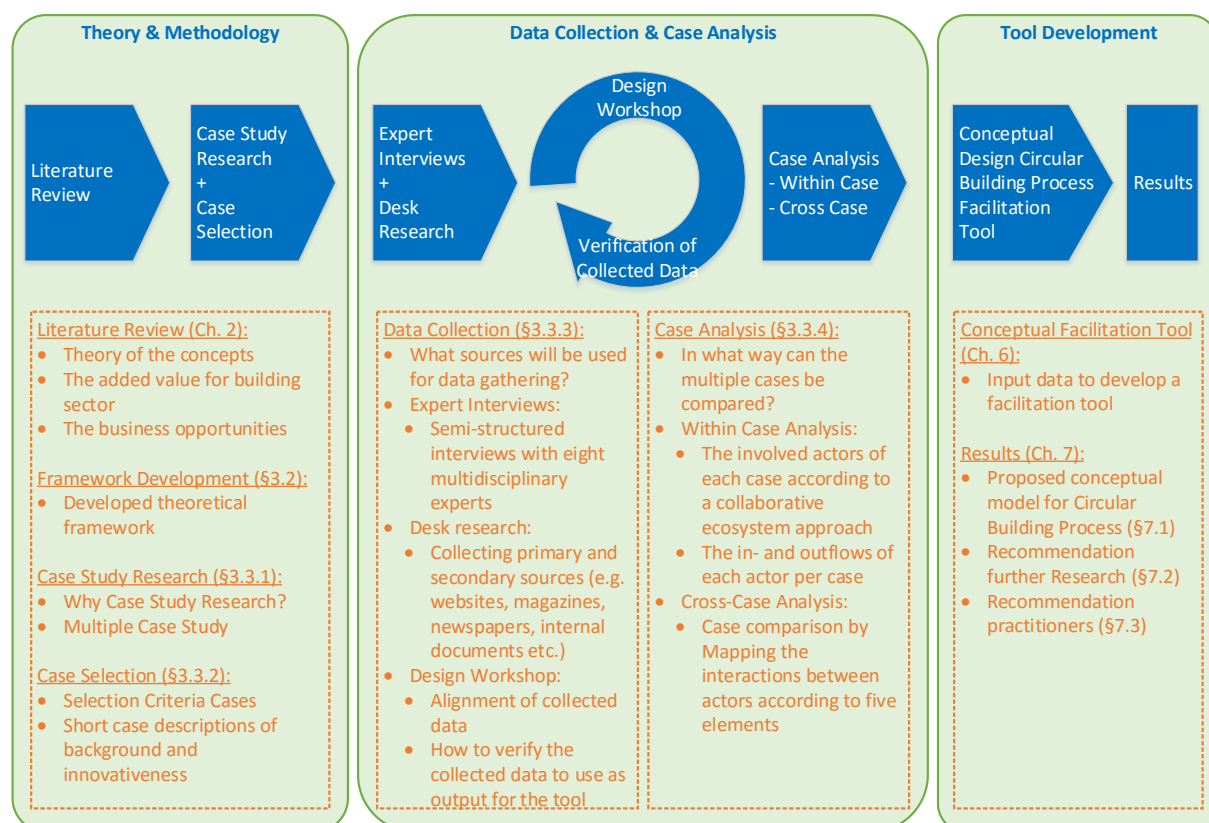 Theory & Methodology
Literature
Review
Case Study
Research
+
Case
Selection
Literature Review (Ch. 2):
• Theory of the concepts
• The added value for building
sector
• The business opportunities
Framework Development (§3.2):
• Developed theoretical
framework
Case Study Research (§3.3.1):
• Why Case Study Research?
• Multiple Case Study
Case Selection (§3.3.2):
• Selection Criteria Cases
• Short case descriptions of
background and
innovativeness
Data Collection & Case Analysis
Expert
Interviews
+
Desk
Research
Design
Workshop
Verification of
Collected Data
Case Analysis
- Within Case
- Cross Case
Data Collection (§3.3.3):
• What sources will be used
for data gathering?
• Expert Interviews:
• Semi-structured
interviews with eight
multidisciplinary
experts
• Desk research:
• Collecting primary and
secondary sources (e.g.
websites, magazines,
newspapers, internal
documents etc.)
• Design Workshop:
• Alignment of collected
data
• How to verify the
collected data to use as
output for the tool
Case Analysis (§3.3.4):
• In what way can the
multiple cases be
compared?
• Within Case Analysis:
• The involved actors of
each case according to
a collaborative
ecosystem approach
• The in- and outflows of
each actor per case
• Cross-Case Analysis:
• Case comparison by
Mapping the
interactions between
actors according to five
elements
Tool Development
Conceptual
Design Circular
Building Process
Facilitation
Tool
Results
Conceptual Facilitation Tool
(Ch. 6):
• Input data to develop a
facilitation tool
Results (Ch. 7):
• Proposed conceptual
model for Circular
Building Process (§7.1)
• Recommendation
further Research (§7.2)
• Recommendation
practitioners (§7.3)